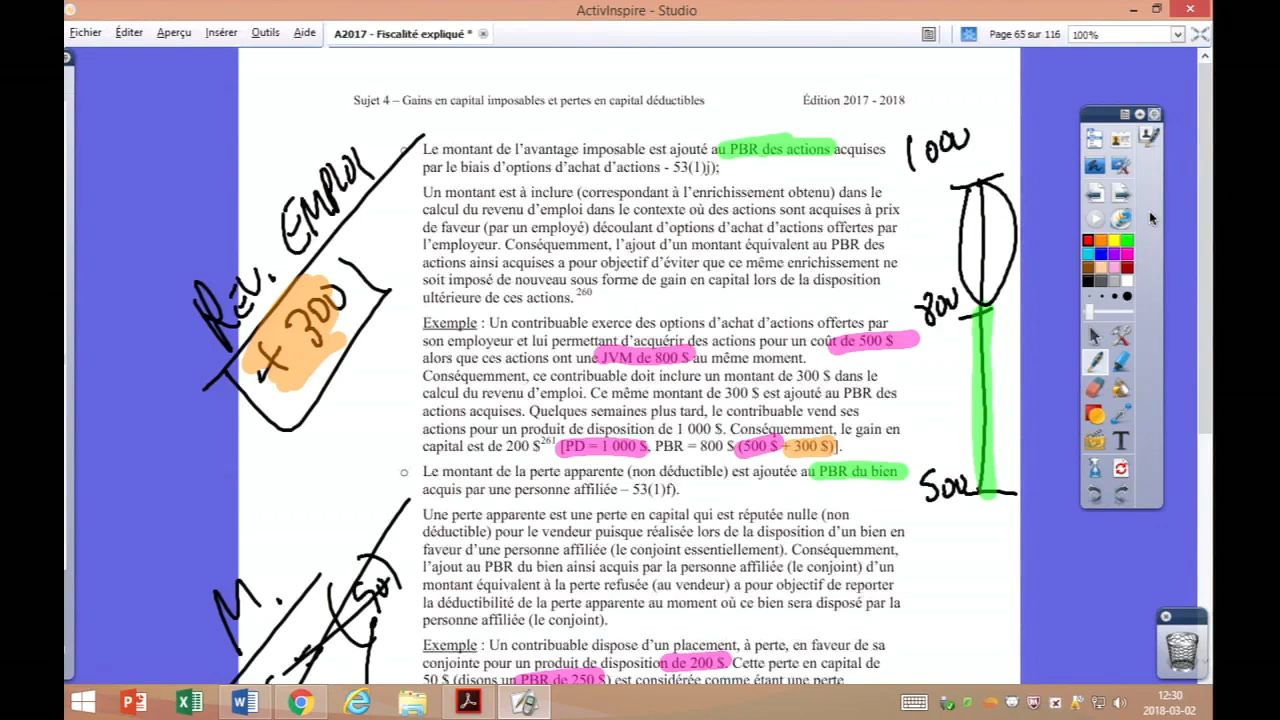 ActivInspire - Studio
Fichier Éditer Aperçu Insérer Outils Aide A2017 - Fiscalité expliqué * Page 65 sur 116 100%
Sujet 4 – Gains en capital imposables et pertes en capital déductibles Édition 2017 - 2018
Le montant de l'avantage imposable est ajouté au PBR des actions acquises
par le biais d'options d'achat d'actions - 53(1)j);
Un montant est à inclure (correspondant à l'enrichissement obtenu) dans le
calcul du revenu d'emploi dans le contexte où des actions sont acquises à prix
de faveur (par un employé) découlant d'options d'achat d'actions offertes par
l'employeur. Conséquemment, l'ajout d'un montant équivalent au PBR des
actions ainsi acquises a pour objectif d'éviter que ce même enrichissement ne
soit imposé de nouveau sous forme de gain en capital lors de la disposition
ultérieure de ces actions. 260
Exemple : Un contribuable exerce des options d'achat d'actions offertes par
son employeur et lui permettant d'acquérir des actions pour un coût de 500 $
alors que ces actions ont une JVM de 800 $ au même moment.
Conséquemment, ce contribuable doit inclure un montant de 300 $ dans le
calcul du revenu d'emploi. Ce même montant de 300 $ est ajouté au PBR des
actions acquises. Quelques semaines plus tard, le contribuable vend ses
actions pour un produit de disposition de 1 000 $. Conséquemment, le gain en
capital est de 200 $261 [PD = 1 000 $, PBR = 800 $ (500 $ + 300 $)].
o Le montant de la perte apparente (non déductible) est ajoutée au PBR du bien
acquis par une personne affiliée – 53(1)f).
Une perte apparente est une perte en capital qui est réputée nulle (non
déductible) pour le vendeur puisque réalisée lors de la disposition d'un bien en
faveur d'une personne affiliée (le conjoint essentiellement). Conséquemment,
l'ajout au PBR du bien ainsi acquis par la personne affiliée (le conjoint) d'un
montant équivalent à la perte refusée (au vendeur) a pour objectif de reporter
la déductibilité de la perte apparente au moment où ce bien sera disposé par la
personne affiliée (le conjoint).
Exemple : Un contribuable dispose d'un placement, à perte, en faveur de sa
conjointe pour un produit de disposition de 200 $. Cette perte en capital de
50 $ (disons un PBR de 250 $) est considérée comme étant une perte
REV. EMPLOI
+ 300
M.
1000
800
500
12:30
2018-03-02